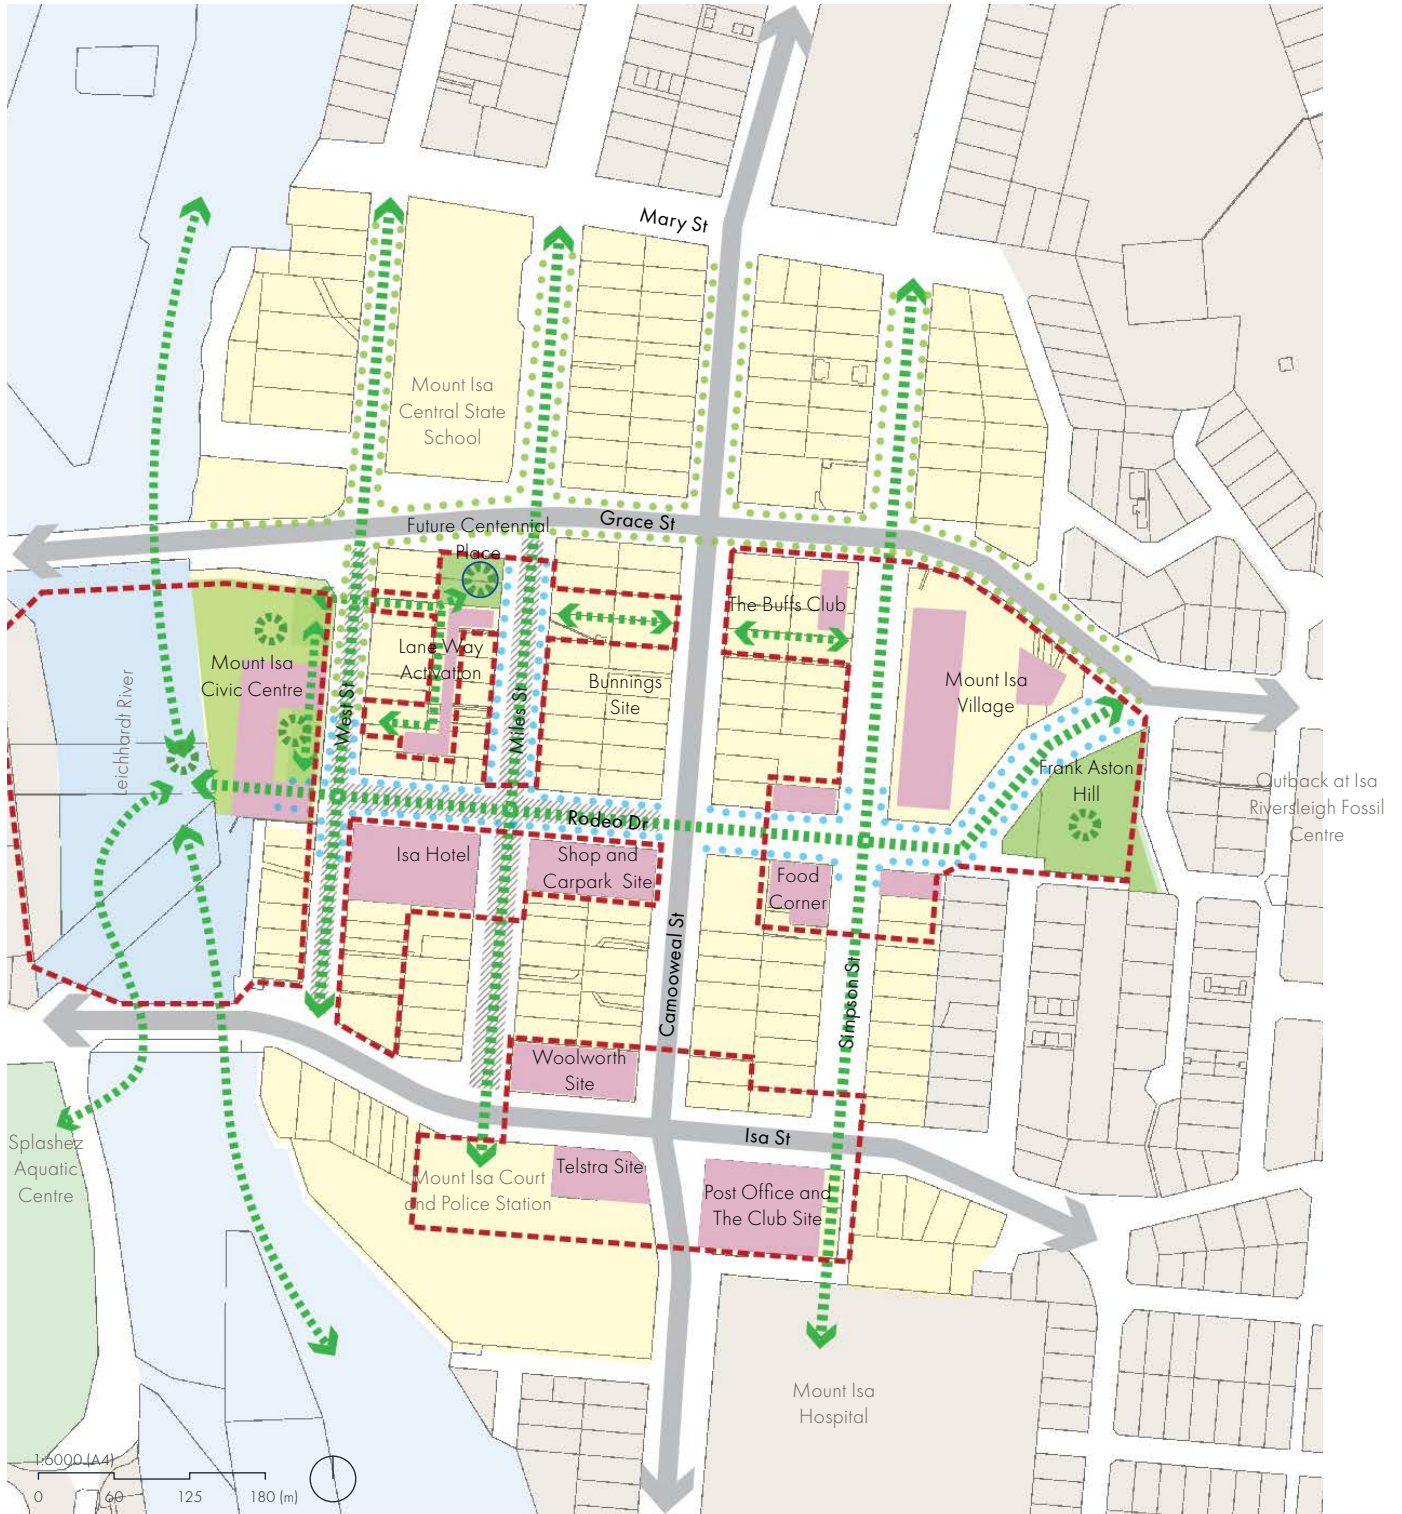 Mary St
Mount Isa
Central State
School
Future Centennial
Place
Grace St
The Buffs Club
Lane Way
Activation
Mount Isa
Civic Centre
West St
Miles St
Bunnings
Site
Mount Isa
Village
Leichhardt River
Frank Aston
Hill
Outback at Isa
Riversleigh Fossil
Centre
Rodeo Dr
Isa Hotel
Shop and
Carpark Site
Food
Corner
Camooweal St
Simpson St
Woolworth
Site
Isa St
Splashez
Aquatic
Centre
Mount Isa Court
and Police Station
Telstra Site
Post Office and
The Club Site
Mount Isa
Hospital
1:6000 (A4)
0 60 125 180 (m)